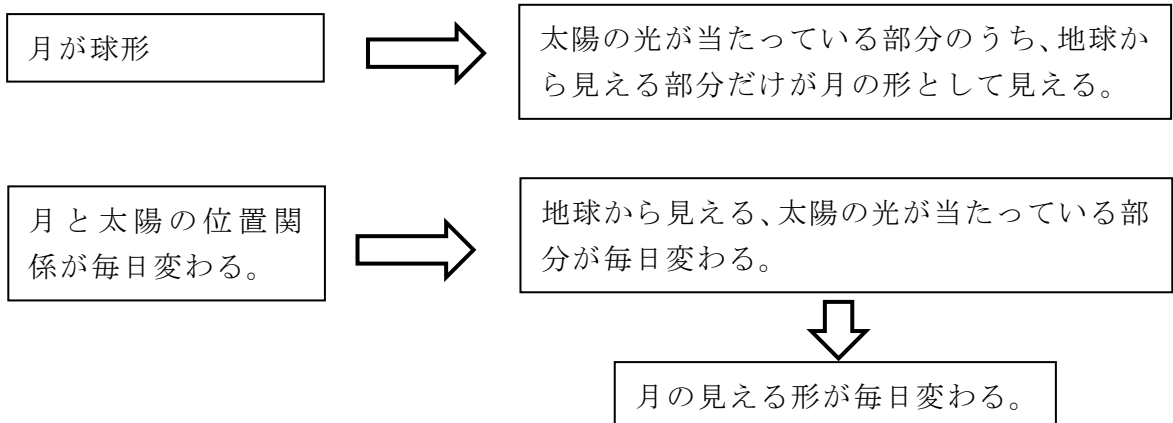 月が球形
太陽の光が当たっている部分のうち、地球か
ら見える部分だけが月の形として見える。
月と太陽の位置関
係が毎日変わる。
地球から見える、太陽の光が当たっている部
分が毎日変わる。
月の見える形が毎日変わる。